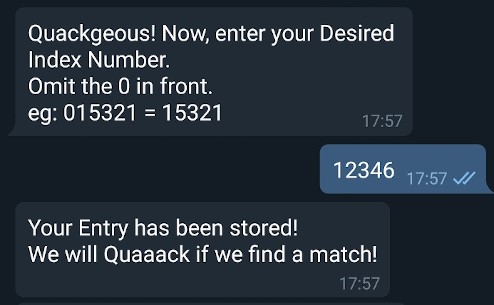 Quackgeous! Now, enter your Desired
Index Number.
Omit the 0 in front.
eg: 015321 = 15321
17:57
12346
17:57
Your Entry has been stored!
We will Quaaack if we find a match!
17:57